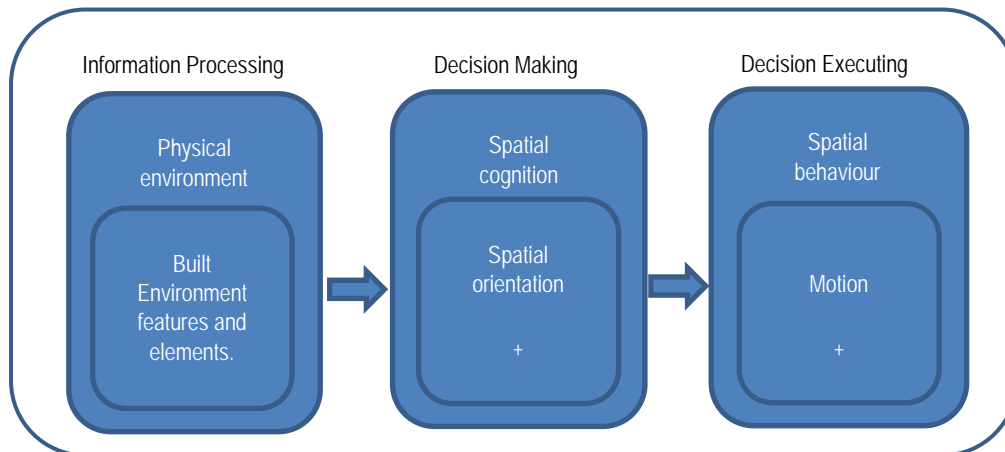 Information Processing
Decision Making
Decision Executing
Physical
environment
Built
Environment
features and
elements.
Spatial
cognition
Spatial
orientation
+
Spatial
behaviour
Motion
+